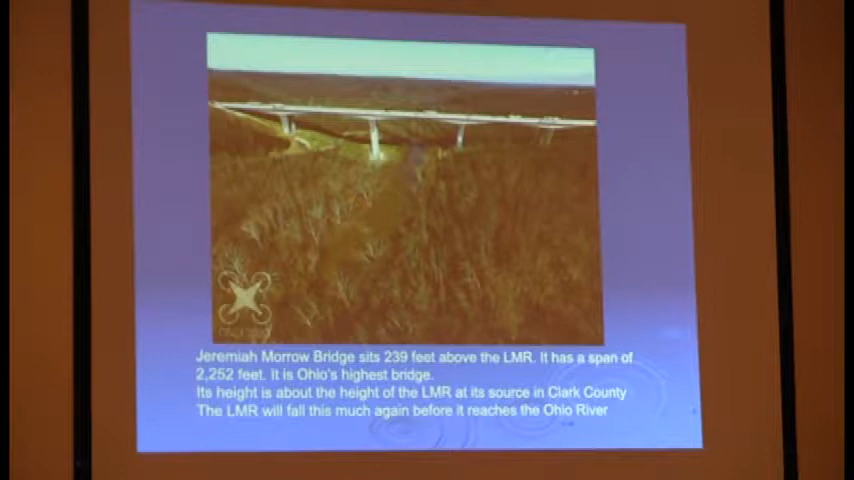 Jeremiah Morrow Bridge sits 239 feet above the LMR. It has a span of
2,252 feet. It is Ohio's highest bridge.
Its height is about the height of the LMR at its source in Clark County
The LMR will fall this much again before it reaches the Ohio River